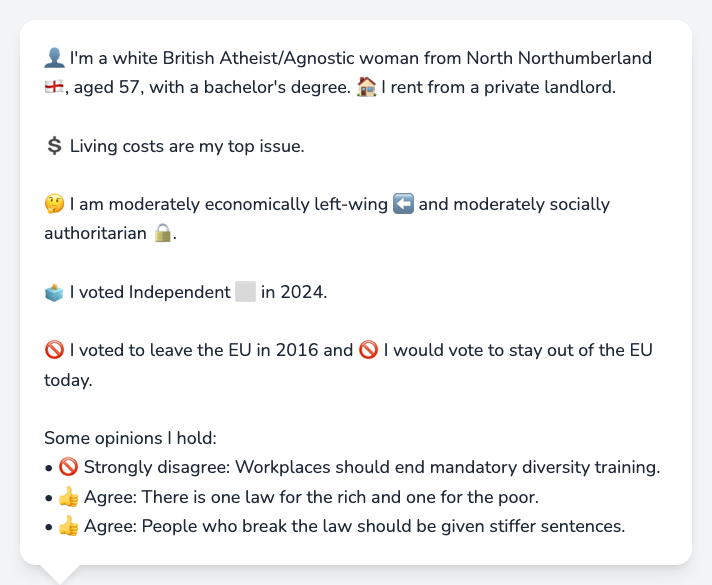 👤 I'm a white British Atheist/Agnostic woman from North Northumberland
🏴󠁧󠁢󠁥󠁮󠁧󠁿, aged 57, with a bachelor's degree. 🏠 I rent from a private landlord.
💲 Living costs are my top issue.
🤔 I am moderately economically left-wing ⬅️ and moderately socially
authoritarian 🔒.
🗳️ I voted Independent ⬜ in 2024.
🚫 I voted to leave the EU in 2016 and 🚫 I would vote to stay out of the EU
today.
Some opinions I hold:
• 🚫 Strongly disagree: Workplaces should end mandatory diversity training.
• 👍 Agree: There is one law for the rich and one for the poor.
• 👍 Agree: People who break the law should be given stiffer sentences.